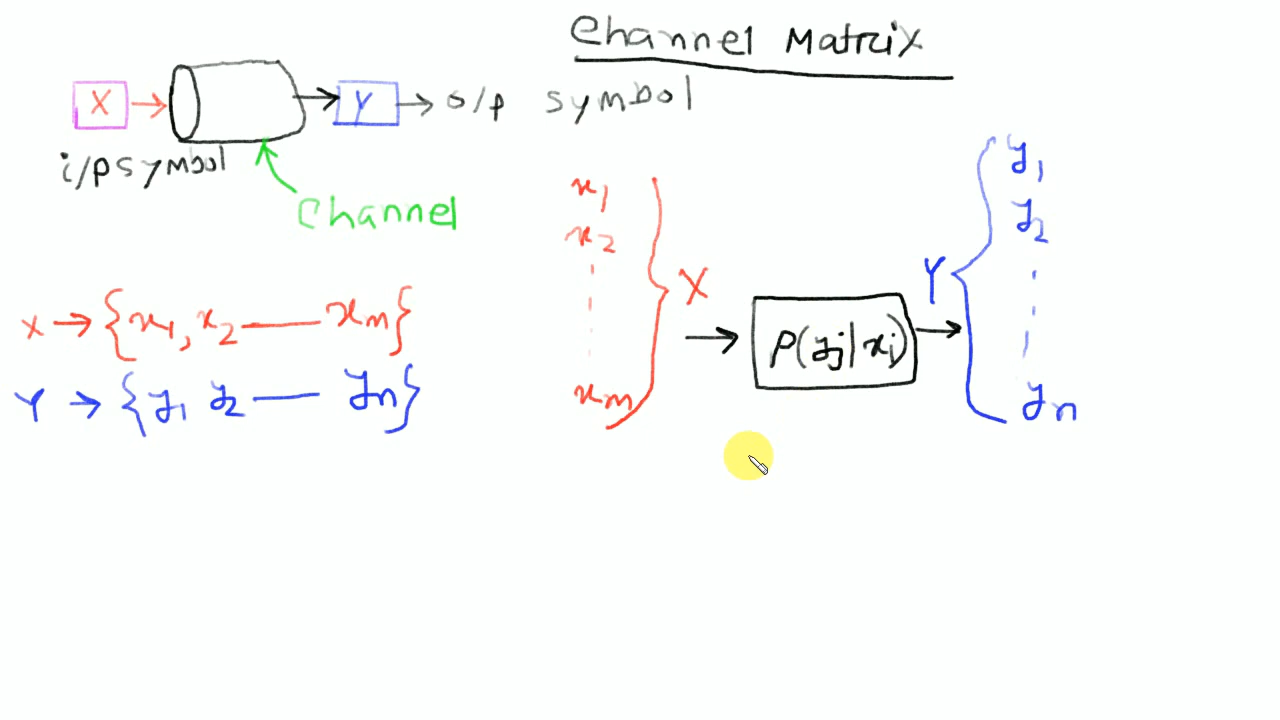 Channel Matrix
X → Y → o/p symbol
i/p symbol
Channel
X → {x1, x2 —— xm}
Y → {y1 y2 —— yn}
x1
x2
xm
X
P(yj|xi)
Y
y1
y2
yn